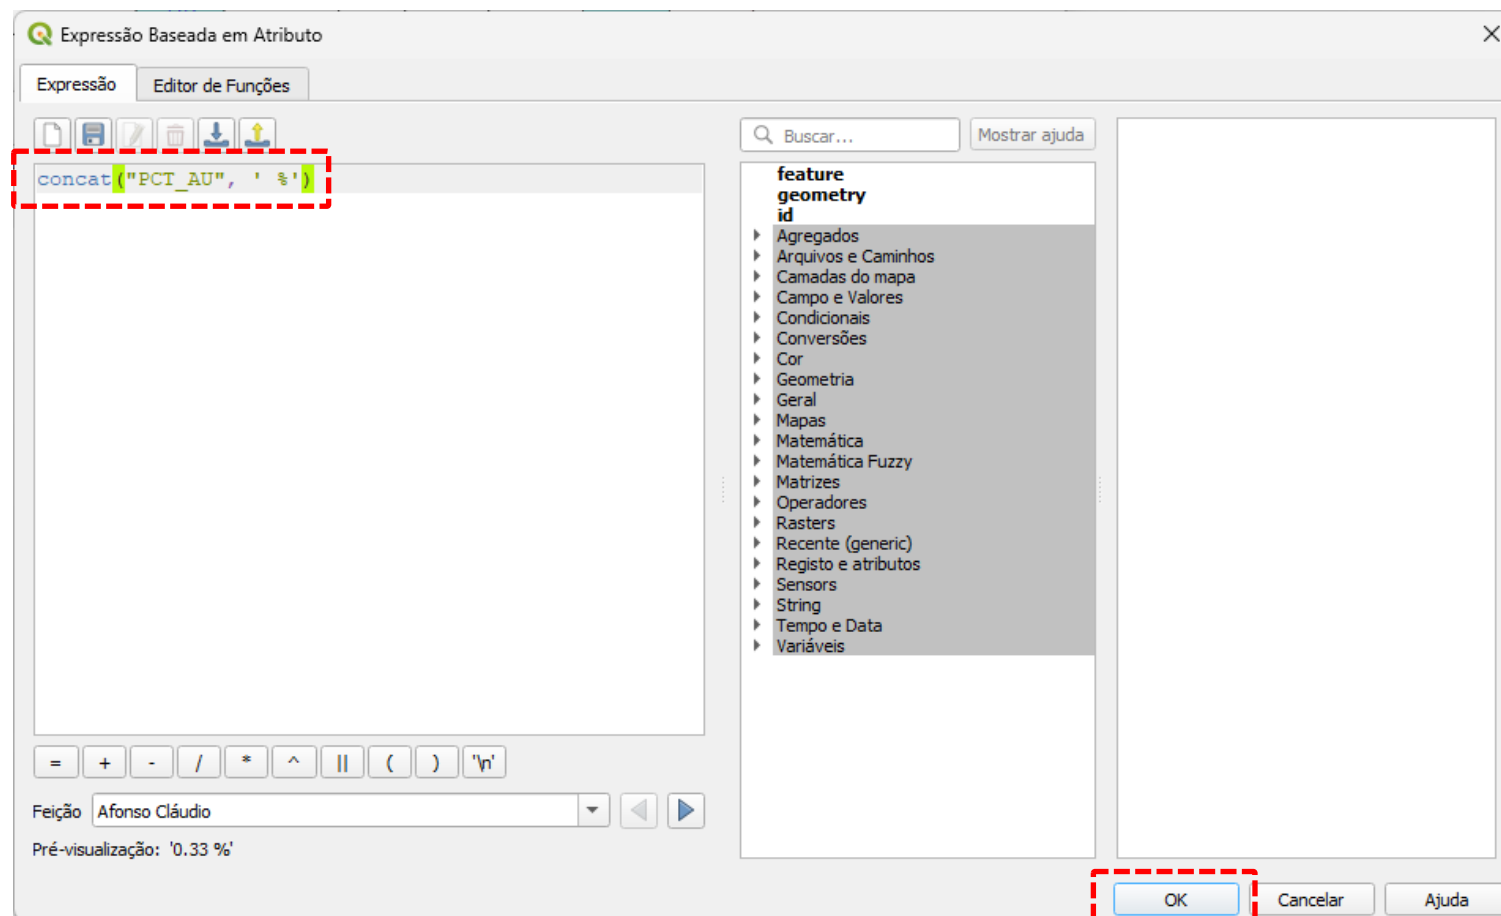 Expressão Baseada em Atributo
Expressão
Editor de Funções
Buscar...
Mostrar ajuda
concat("PCT_AU", ' %')
feature
geometry
id
Agregados
Arquivos e Caminhos
Camadas do mapa
Campo e Valores
Condicionais
Conversões
Cor
Geometria
Geral
Mapas
Matemática
Matemática Fuzzy
Matrizes
Operadores
Rasters
Recente (generic)
Registo e atributos
Sensors
String
Tempo e Data
Variáveis
= + - / * ^ || ( ) '\n'
Feição Afonso Cláudio
Pré-visualização: '0.33 %'
OK
Cancelar
Ajuda